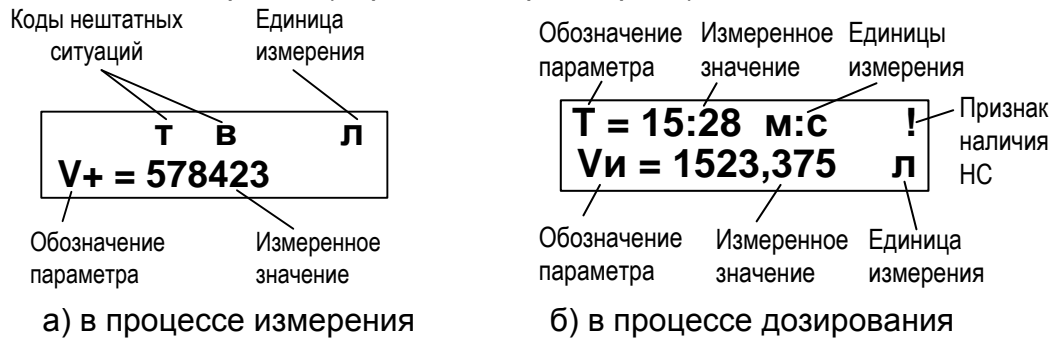 Коды нештатных
ситуаций
Единица
измерения
т в л
V+ = 578423
Обозначение
параметра
Измеренное
значение
а) в процессе измерения
Обозначение
параметра
Измеренное
значение
Единицы
измерения
T = 15:28 м:с !
Vи = 1523,375 л
Признак
наличия
НС
Обозначение
параметра
Измеренное
значение
Единица
измерения
б) в процессе дозирования